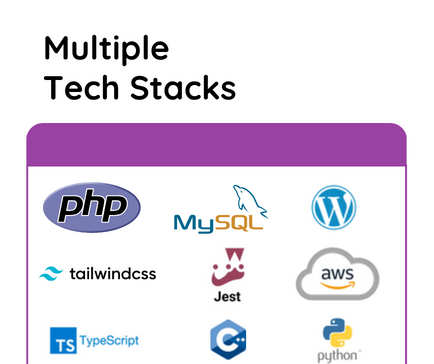 Multiple
Tech Stacks
php
MySQL
W
tailwindcss
Jest
aws
TS TypeScript
C++
python